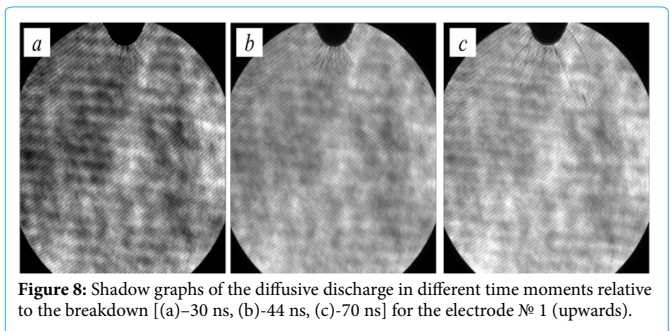 a b c
Figure 8: Shadow graphs of the diffusive discharge in different time moments relative
to the breakdown [(a)–30 ns, (b)-44 ns, (c)-70 ns] for the electrode № 1 (upwards).